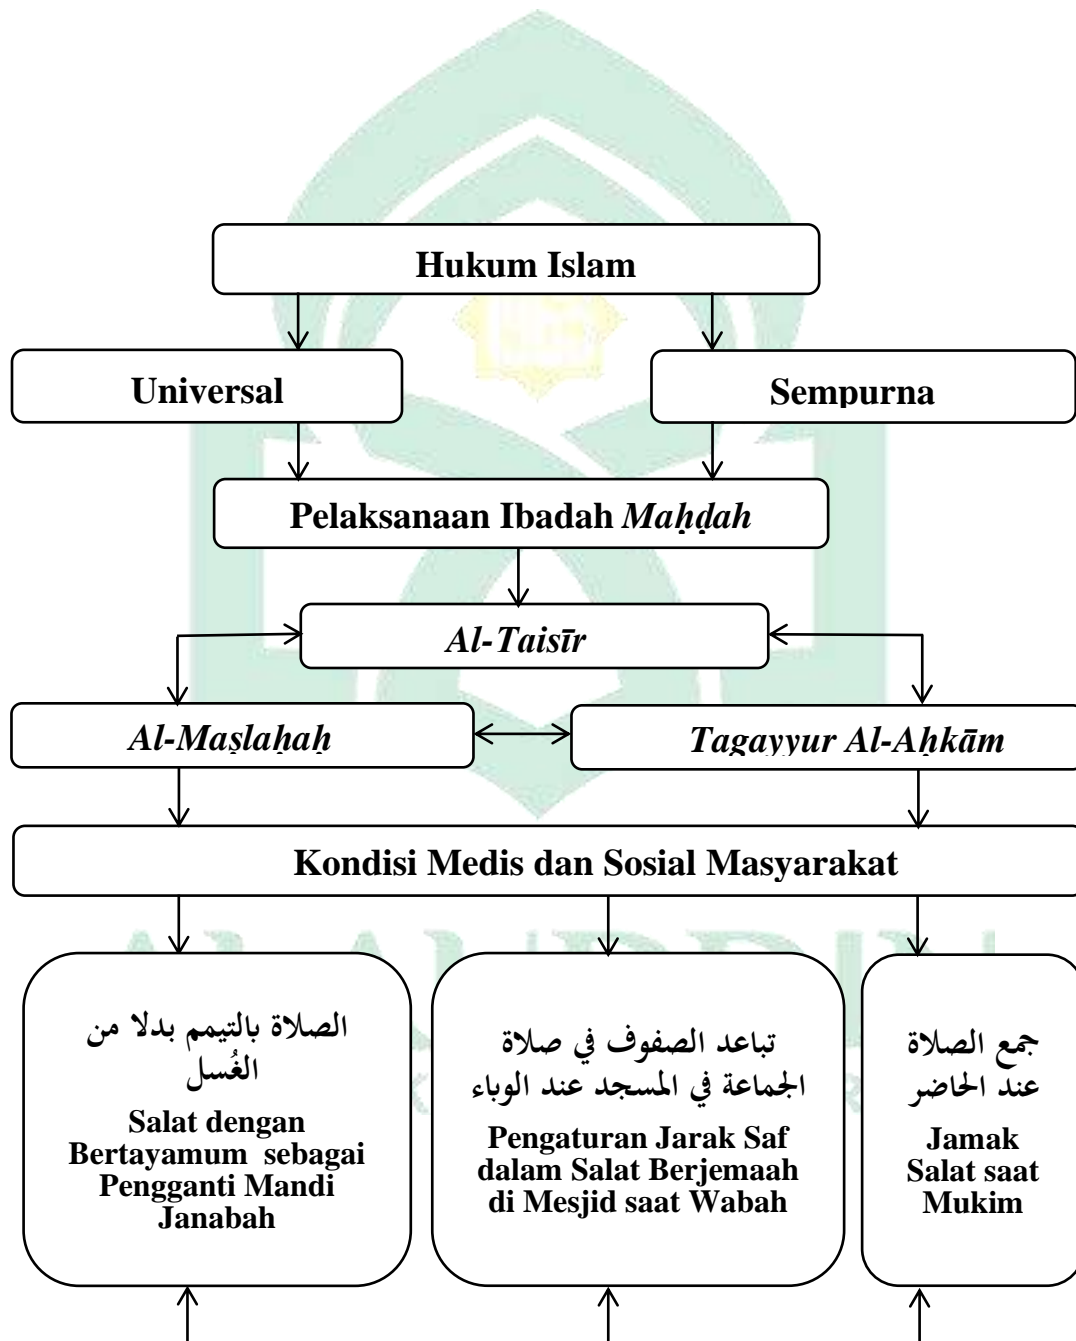 Hukum Islam
Universal
Sempurna
Pelaksanaan Ibadah Maḥḍah
Al-Taisīr
Al-Maṣlaḥaḥ
Tagayyur Al-Aḥkām
Kondisi Medis dan Sosial Masyarakat
الصلاة بالتيمم بدلا من
الغُسل
Salat dengan
Bertayamum sebagai
Pengganti Mandi
Janabah
تباعد الصفوف في صلاة
الجماعة في المسجد عند الوباء
Pengaturan Jarak Saf
dalam Salat Berjemaah
di Mesjid saat Wabah
جمع الصلاة
عند الحاضر
Jamak
Salat saat
Mukim